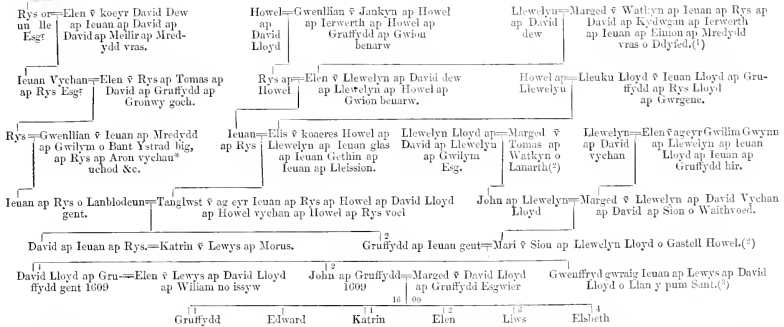 Rys or=Elen v̄ koeyr David Dew Howel=Gwenllian v̄ Jankyn ap Howel Llewelyn=Marged v̄ Watkyn ap Ieuan ap Rys ap
un lle ap Ieuan ap David ap ap ap Ierwerth ap Howel ap ap David David ap Kydwgan ap Ierwerth
Esgr David ap Meilir ap Mred- David Gruffydd ap Gwion dew ap Ieuan ap Einion ap Mredydd
ydd vras. Lloyd benarw vras o Ddyfed.(¹)
Ieuan Vychan=Elen v̄ Rys ap Tomas ap Rys ap=Elen v̄ Llewelyn ap David dew Howel ap=Lleuku Lloyd v̄ Ieuan Lloyd ap Gru-
ap Rys Esgr David ap Gruffydd ap Howel ap Llewelyn ap Howel ap Llewelyn ffydd ap Rys Lloyd
Gronwy goch. Gwion benarw. ap Gwrgene.
Rys=Gwenllian v̄ Ieuan ap Mredydd Ieuan=Elis v̄ koaeres Howel ap Llewelyn Lloyd ap=Marged v̄ Llewelyn=Elen v̄ ag eyr Gwilim Gwynn
ap Gwilym o Bant Ystrad big, ap Rys Llewelyn ap Ieuan glas David ap Llewelyn Tomas ap ap David ap Llewelyn ap Ieuan
ap Rys ap Aron vychan* ap Ieuan Gethin ap ap Gwilym Watkyn o vychan Lloyd ap Ieuan ap
uchod &c. Ieuan ap Lleission. Esg. Lanarth(²) Gruffydd hir.
Ieuan ap Rys o Lanblodeun=Tanglwst v̄ ag eyr Ieuan ap Rys ap Howel ap David Lloyd John ap Llewelyn=Marged v̄ Llewelyn ap David Vychan
gent. ap Howel vychan ap Howel ap Rys voel Lloyd ap David ap Sion o Waithvoed.
2
David ap Ieuan ap Rys.=Katrin v̄ Lewys ap Morus. Gruffydd ap Ieuan gent=Mari v̄ Sion ap Llewelyn Lloyd o Gastell Howel.(²)
1 2
David Lloyd ap Gru-=Elen v̄ Lewys ap David Lloyd John ap Gruffydd=Marged v̄ David Lloyd Gwenffryd gwraig Ieuan ap Lewys ap David
ffydd gent 1609 ap Wiliam no issyw 1609 ap Gruffydd Esgwier Lloyd o Llan y pum Sant.(³)
16 09
1 1 2 3 4
Gruffydd Edward Katrin Elen Liws Elsbeth